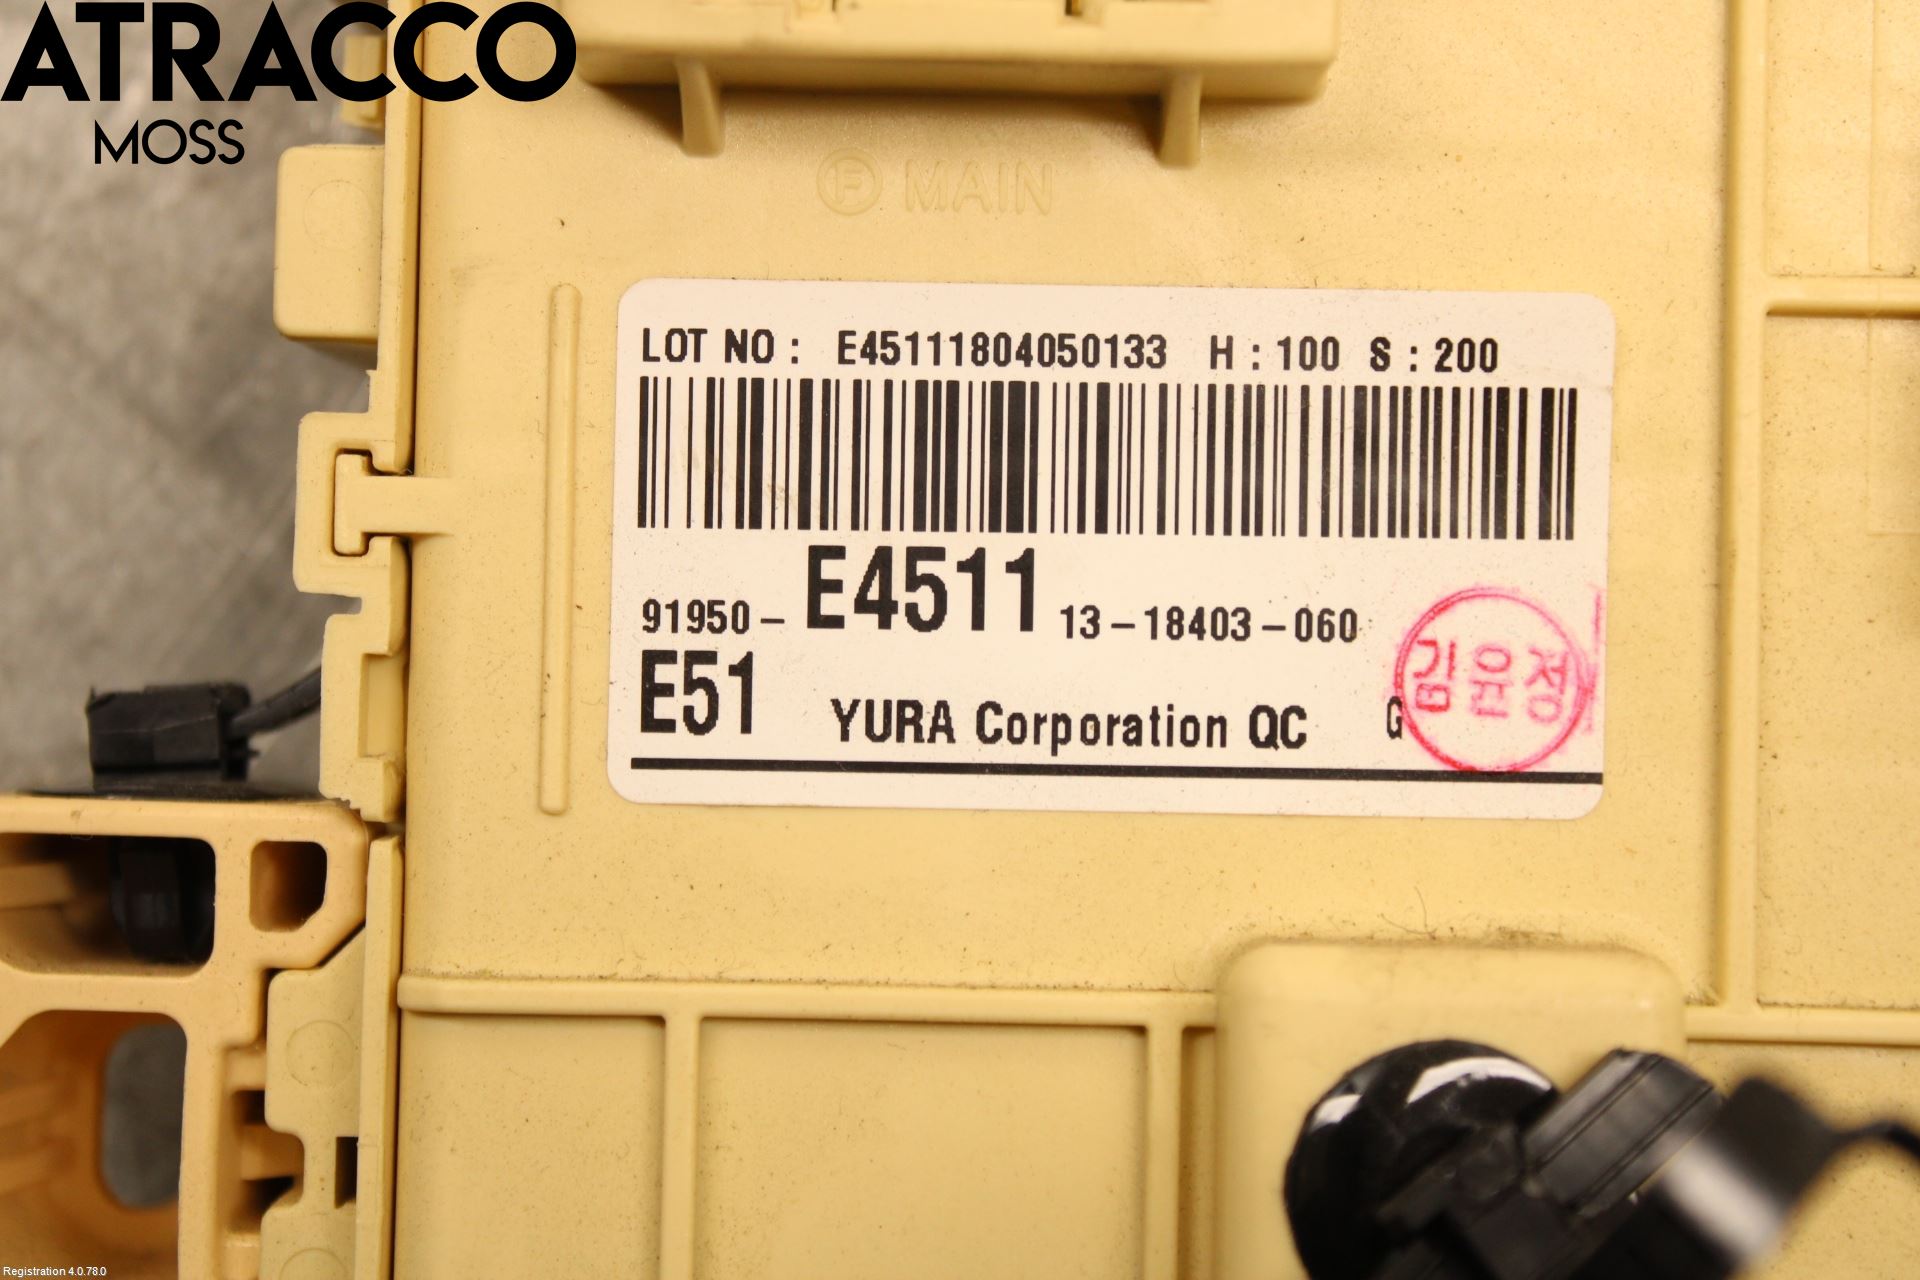 ATRACCO
MOSS
Ⓕ MAIN
LOT NO : E45111804050133 H : 100 S : 200
91950- E4511 13-18403-060
E51 YURA Corporation QC G
김윤정
Registration 4.0.78.0